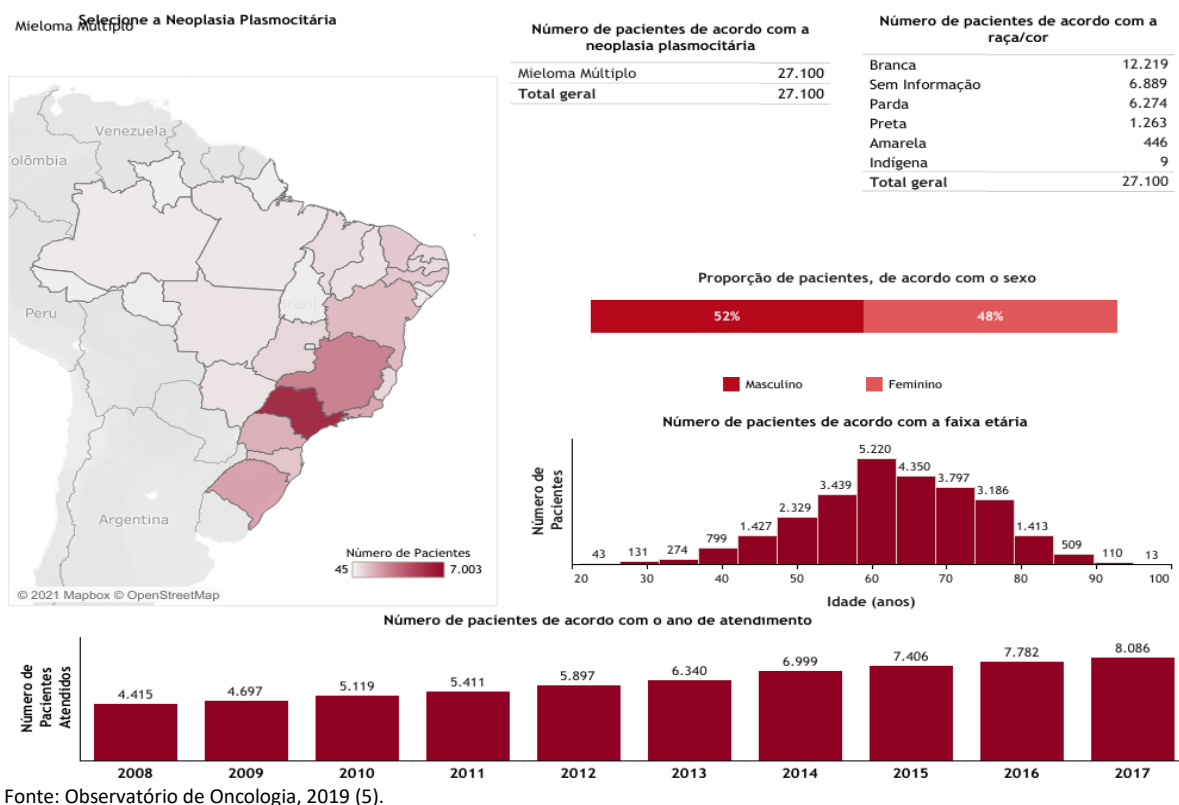 Selecione a Neoplasia Plasmocitária
Mieloma Múltiplo
Número de pacientes de acordo com a
neoplasia plasmocitária
Mieloma Múltiplo 27.100
Total geral 27.100
Número de pacientes de acordo com a
raça/cor
Branca 12.219
Sem Informação 6.889
Parda 6.274
Preta 1.263
Amarela 446
Indígena 9
Total geral 27.100
Venezuela
olômbia
Brazil
Peru
Argentina
Número de Pacientes
45 7.003
© 2021 Mapbox © OpenStreetMap
Proporção de pacientes, de acordo com o sexo
52% 48%
Masculino Feminino
Número de pacientes de acordo com a faixa etária
Número de
Pacientes
43 131 274 799 1.427 2.329 3.439 5.220 4.350 3.797 3.186 1.413 509 110 13
20 30 40 50 60 70 80 90 100
Idade (anos)
Número de pacientes de acordo com o ano de atendimento
Número de
Pacientes
Atendidos
4.415 4.697 5.119 5.411 5.897 6.340 6.999 7.406 7.782 8.086
2008 2009 2010 2011 2012 2013 2014 2015 2016 2017
Fonte: Observatório de Oncologia, 2019 (5).